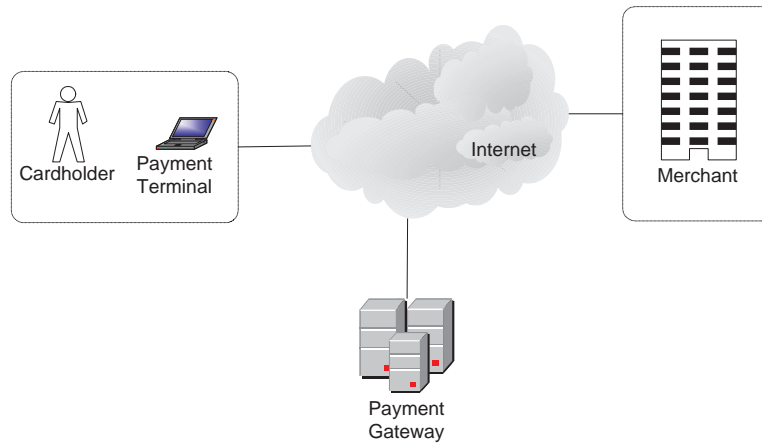 Internet
Cardholder
Payment
Terminal
Merchant
Payment
Gateway